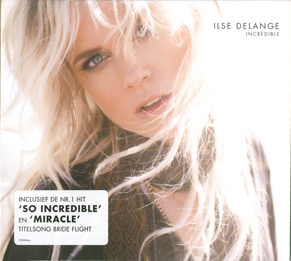 ILSE DELANGE
INCREDIBLE
INCLUSIEF DE NR.1 HIT
'SO INCREDIBLE'
EN 'MIRACLE'
TITELSONG BRIDE FLIGHT